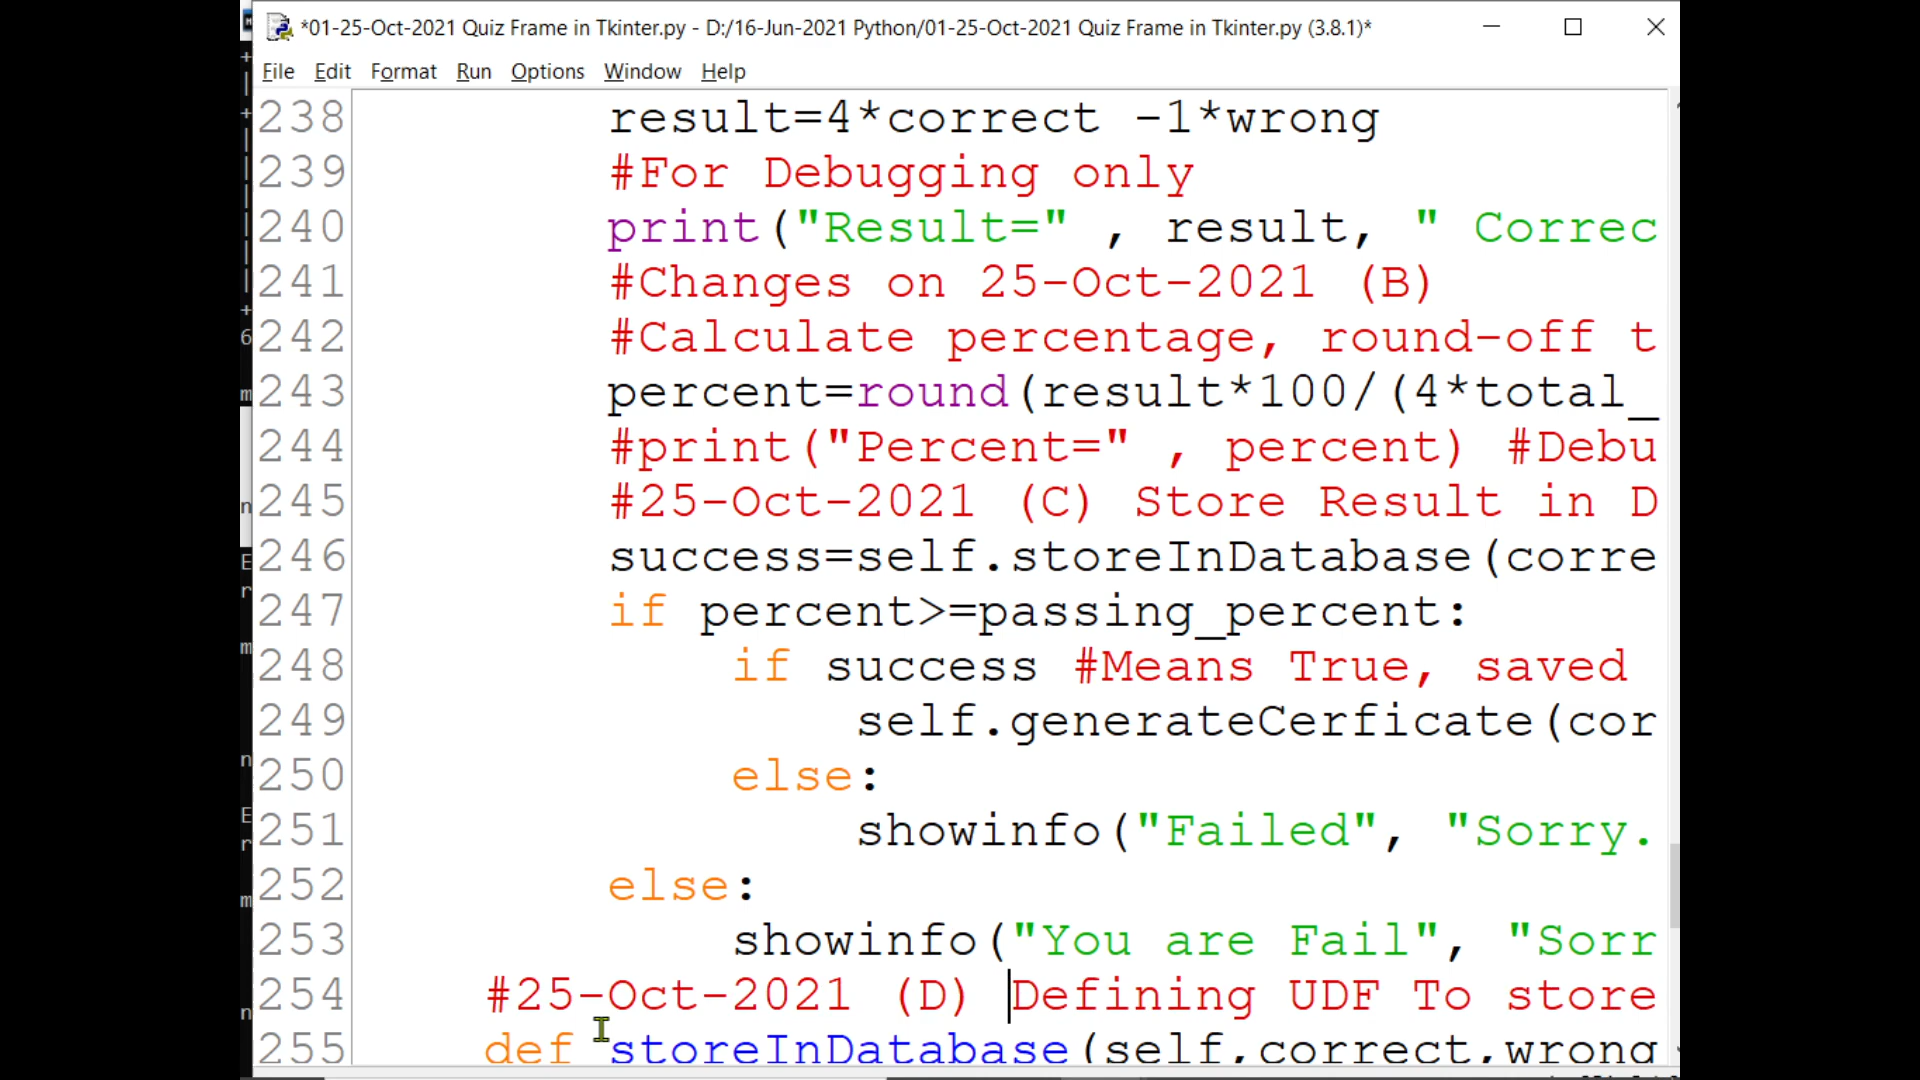 *01-25-Oct-2021 Quiz Frame in Tkinter.py - D:/16-Jun-2021 Python/01-25-Oct-2021 Quiz Frame in Tkinter.py (3.8.1)*
File Edit Format Run Options Window Help
238 result=4*correct -1*wrong
239 #For Debugging only
240 print("Result=" , result, " Correc
241 #Changes on 25-Oct-2021 (B)
242 #Calculate percentage, round-off t
243 percent=round(result*100/(4*total_
244 #print("Percent=" , percent) #Debu
245 #25-Oct-2021 (C) Store Result in D
246 success=self.storeInDatabase(corre
247 if percent>=passing_percent:
248 if success #Means True, saved
249 self.generateCerficate(cor
250 else:
251 showinfo("Failed", "Sorry.
252 else:
253 showinfo("You are Fail", "Sorr
254 #25-Oct-2021 (D) Defining UDF To store
255 def storeInDatabase(self,correct,wrong